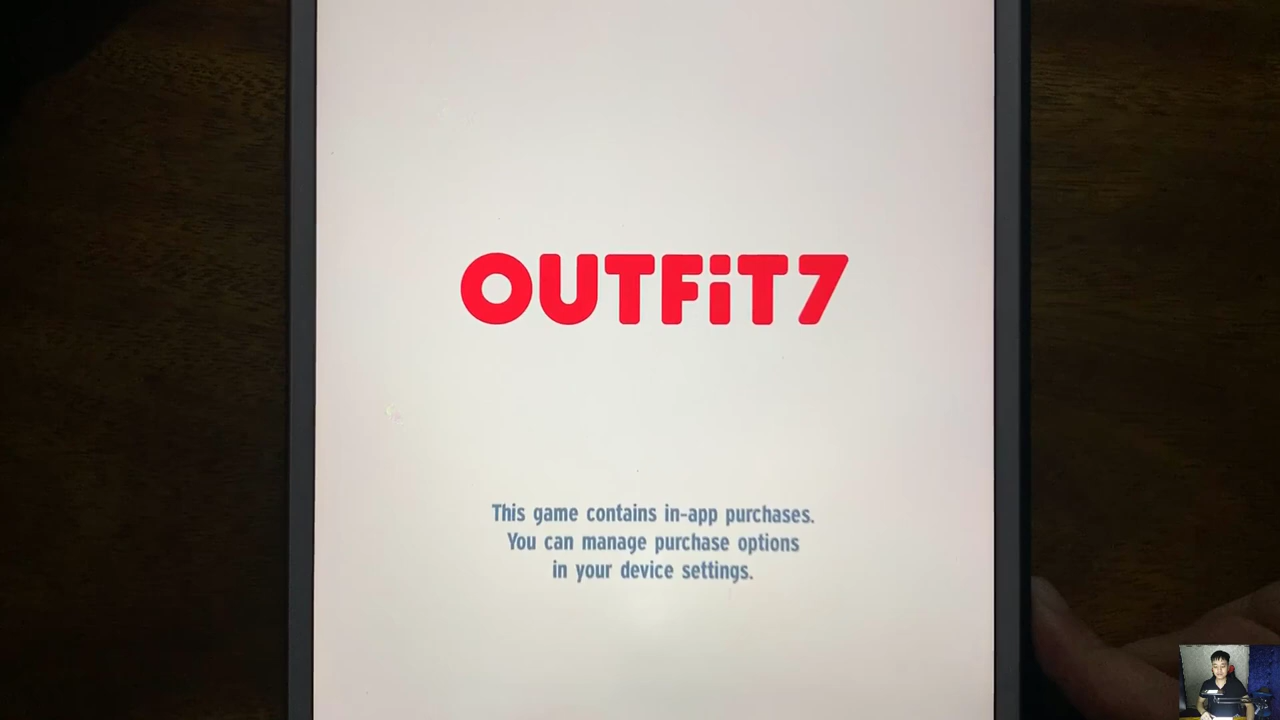 OUTFiT7
This game contains in-app purchases.
You can manage purchase options
in your device settings.